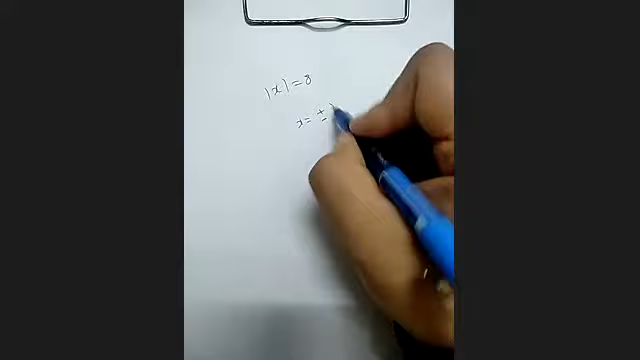 |x| = 8
x = ±